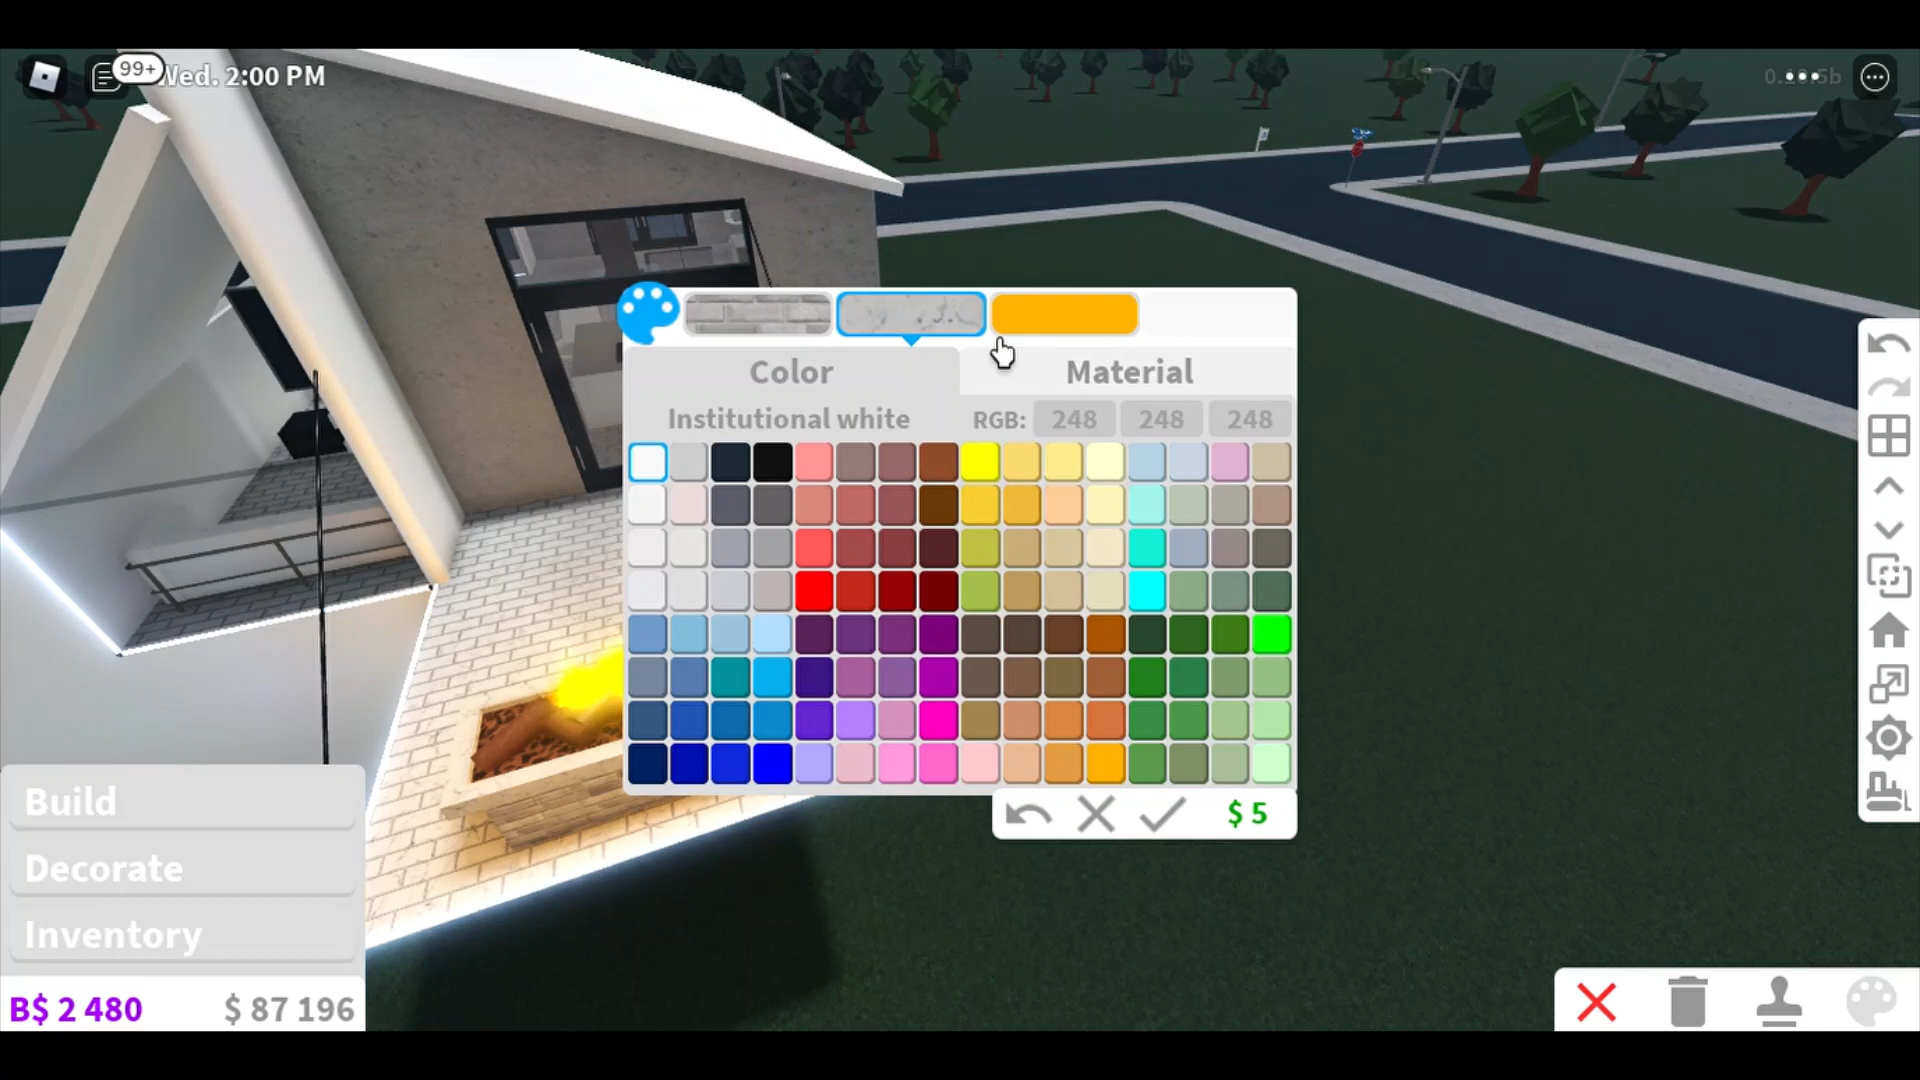 99+
Wed. 2:00 PM
Color
Material
Institutional white
RGB: 248 248 248
$ 5
Build
Decorate
Inventory
B$ 2 480
$ 87 196